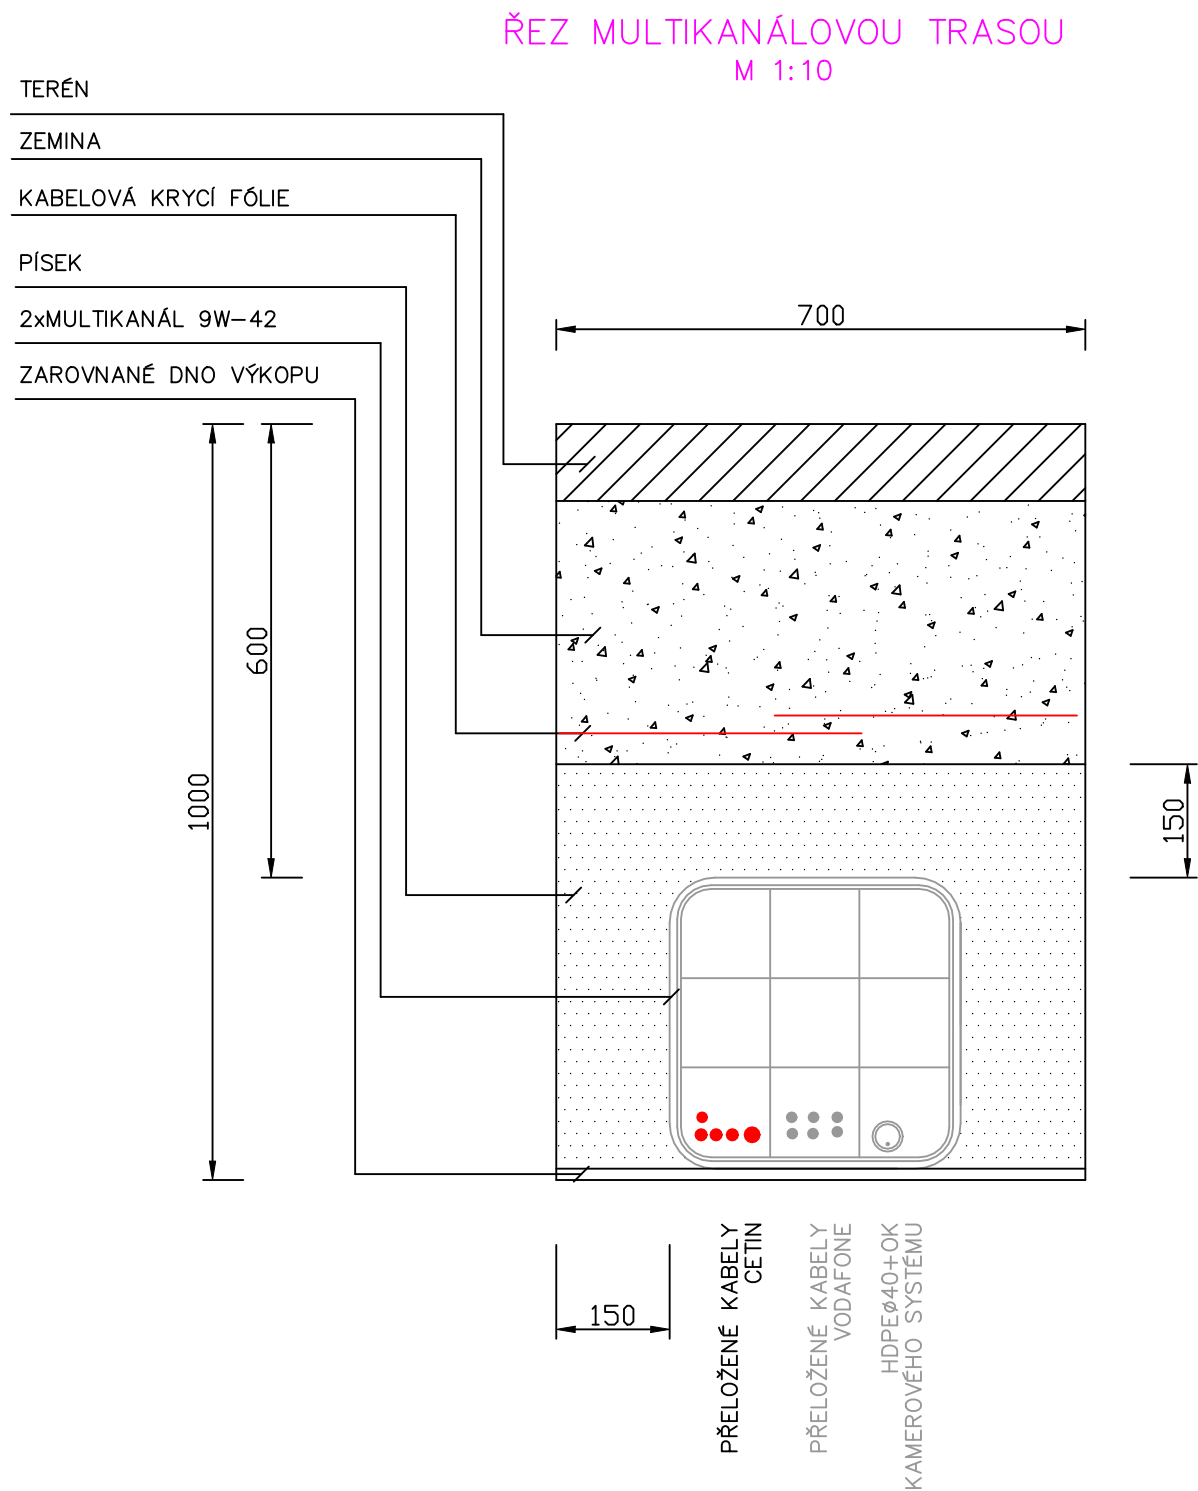 ŘEZ MULTIKANÁLOVOU TRASOU
M 1:10
TERÉN
ZEMINA
KABELOVÁ KRYCÍ FÓLIE
PÍSEK
2xMULTIKANÁL 9W-42
ZAROVNANÉ DNO VÝKOPU
700
600
1000
150
150
PŘELOŽENÉ KABELY
CETIN
PŘELOŽENÉ KABELY
VODAFONE
HDPEø40+OK
KAMEROVÉHO SYSTÉMU